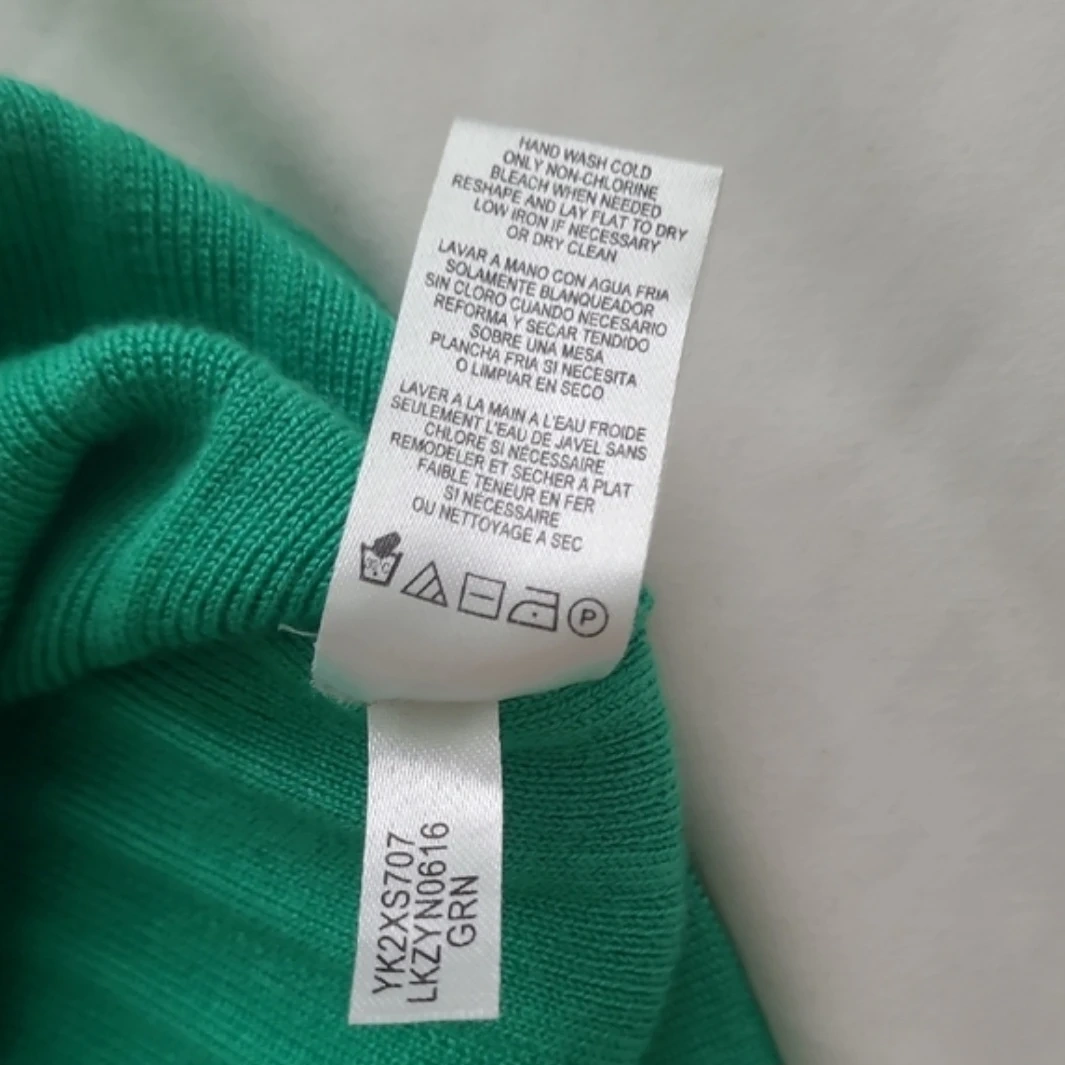 HAND WASH COLD
ONLY NON-CHLORINE
BLEACH WHEN NEEDED
RESHAPE AND LAY FLAT TO DRY
LOW IRON IF NECESSARY
OR DRY CLEAN
LAVAR A MANO CON AGUA FRIA
SOLAMENTE BLANQUEADOR
SIN CLORO CUANDO NECESARIO
REFORMA Y SECAR TENDIDO
SOBRE UNA MESA
PLANCHA FRIA SI NECESITA
O LIMPIAR EN SECO
LAVER A LA MAIN A L'EAU FROIDE
SEULEMENT L'EAU DE JAVEL SANS
CHLORE SI NÉCESSAIRE
REMODELER ET SECHER A PLAT
FAIBLE TENEUR EN FER
SI NÉCESSAIRE
OU NETTOYAGE A SEC
30°C
P
YK2XS707
LKZYN0616
GRN